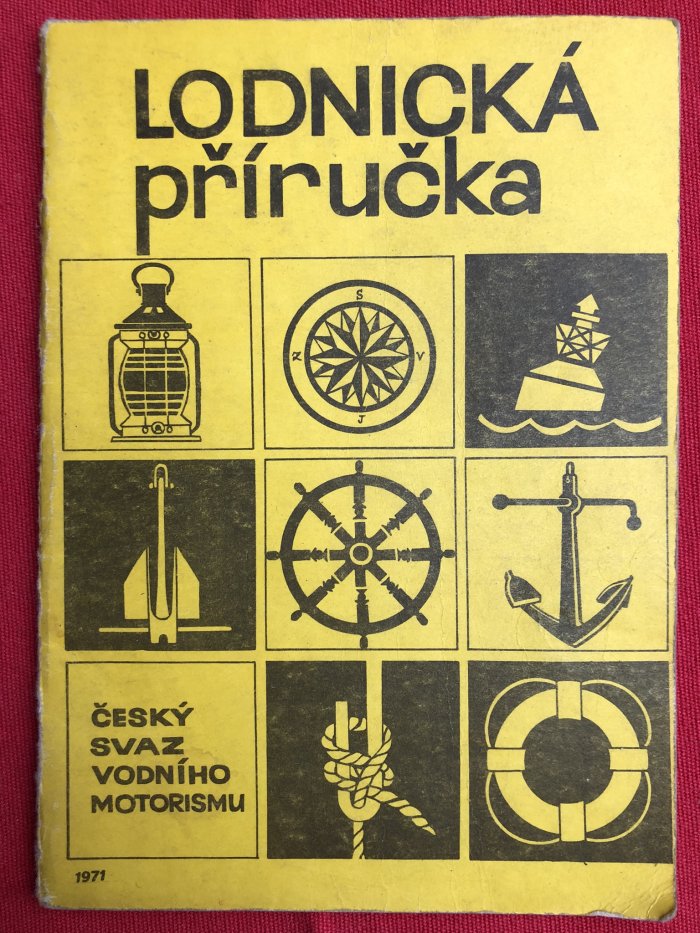 LODNICKÁ
příručka
S
Z V
J
ČESKÝ
SVAZ
VODNÍHO
MOTORISMU
1971